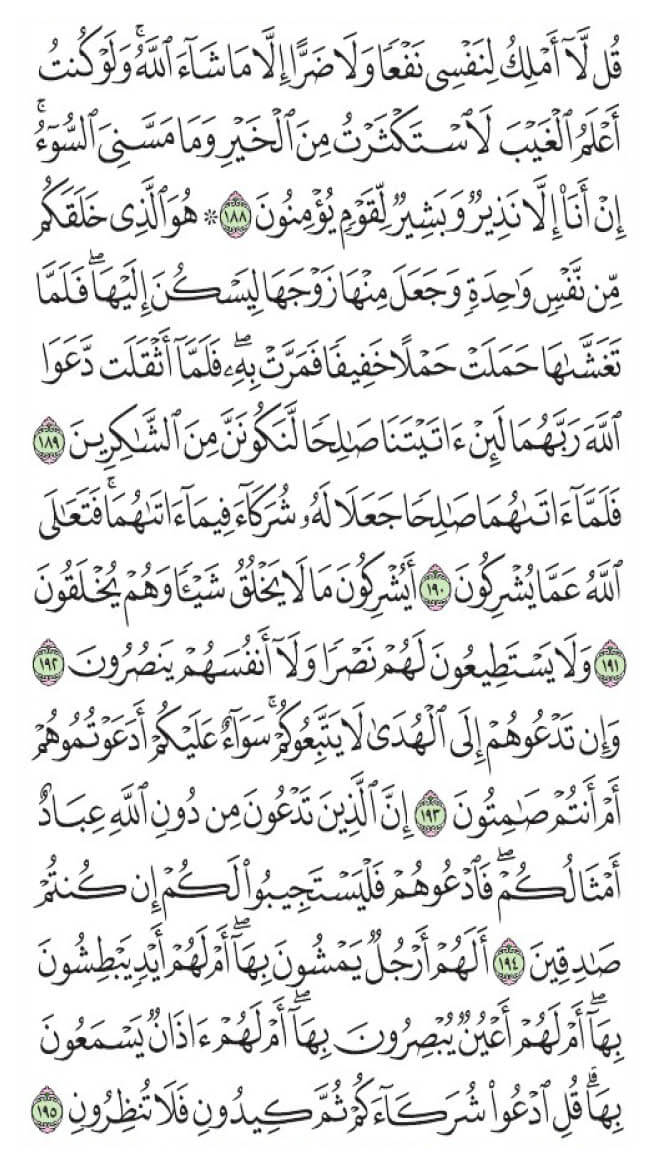 قُل لَّآ أَمْلِكُ لِنَفْسِى نَفْعًا وَلَا ضَرًّا إِلَّا مَا شَآءَ ٱللَّهُ ۚ وَلَوْ كُنتُ
أَعْلَمُ ٱلْغَيْبَ لَٱسْتَكْثَرْتُ مِنَ ٱلْخَيْرِ وَمَا مَسَّنِىَ ٱلسُّوٓءُ ۚ
إِنْ أَنَا۠ إِلَّا نَذِيرٌ وَبَشِيرٌ لِّقَوْمٍ يُؤْمِنُونَ ١٨٨ ۞ هُوَ ٱلَّذِى خَلَقَكُم
مِّن نَّفْسٍ وَٰحِدَةٍ وَجَعَلَ مِنْهَا زَوْجَهَا لِيَسْكُنَ إِلَيْهَا ۖ فَلَمَّا
تَغَشَّىٰهَا حَمَلَتْ حَمْلًا خَفِيفًا فَمَرَّتْ بِهِۦ ۖ فَلَمَّآ أَثْقَلَت دَّعَوَا
ٱللَّهَ رَبَّهُمَا لَئِنْ ءَاتَيْتَنَا صَٰلِحًا لَّنَكُونَنَّ مِنَ ٱلشَّٰكِرِينَ ١٨٩
فَلَمَّآ ءَاتَىٰهُمَا صَٰلِحًا جَعَلَا لَهُۥ شُرَكَآءَ فِيمَآ ءَاتَىٰهُمَا ۚ فَتَعَٰلَى
ٱللَّهُ عَمَّا يُشْرِكُونَ ١٩٠ أَيُشْرِكُونَ مَا لَا يَخْلُقُ شَيْـًٔا وَهُمْ يُخْلَقُونَ
١٩١ وَلَا يَسْتَطِيعُونَ لَهُمْ نَصْرًا وَلَآ أَنفُسَهُمْ يَنصُرُونَ ١٩٢
وَإِن تَدْعُوهُمْ إِلَى ٱلْهُدَىٰ لَا يَتَّبِعُوكُمْ ۚ سَوَآءٌ عَلَيْكُمْ أَدَعَوْتُمُوهُمْ
أَمْ أَنتُمْ صَٰمِتُونَ ١٩٣ إِنَّ ٱلَّذِينَ تَدْعُونَ مِن دُونِ ٱللَّهِ عِبَادٌ
أَمْثَالُكُمْ ۖ فَٱدْعُوهُمْ فَلْيَسْتَجِيبُوا۟ لَكُمْ إِن كُنتُمْ
صَٰدِقِينَ ١٩٤ أَلَهُمْ أَرْجُلٌ يَمْشُونَ بِهَآ ۖ أَمْ لَهُمْ أَيْدٍ يَبْطِشُونَ
بِهَآ ۖ أَمْ لَهُمْ أَعْيُنٌ يُبْصِرُونَ بِهَآ ۖ أَمْ لَهُمْ ءَاذَانٌ يَسْمَعُونَ
بِهَا ۗ قُلِ ٱدْعُوا۟ شُرَكَآءَكُمْ ثُمَّ كِيدُونِ فَلَا تُنظِرُونِ ١٩٥